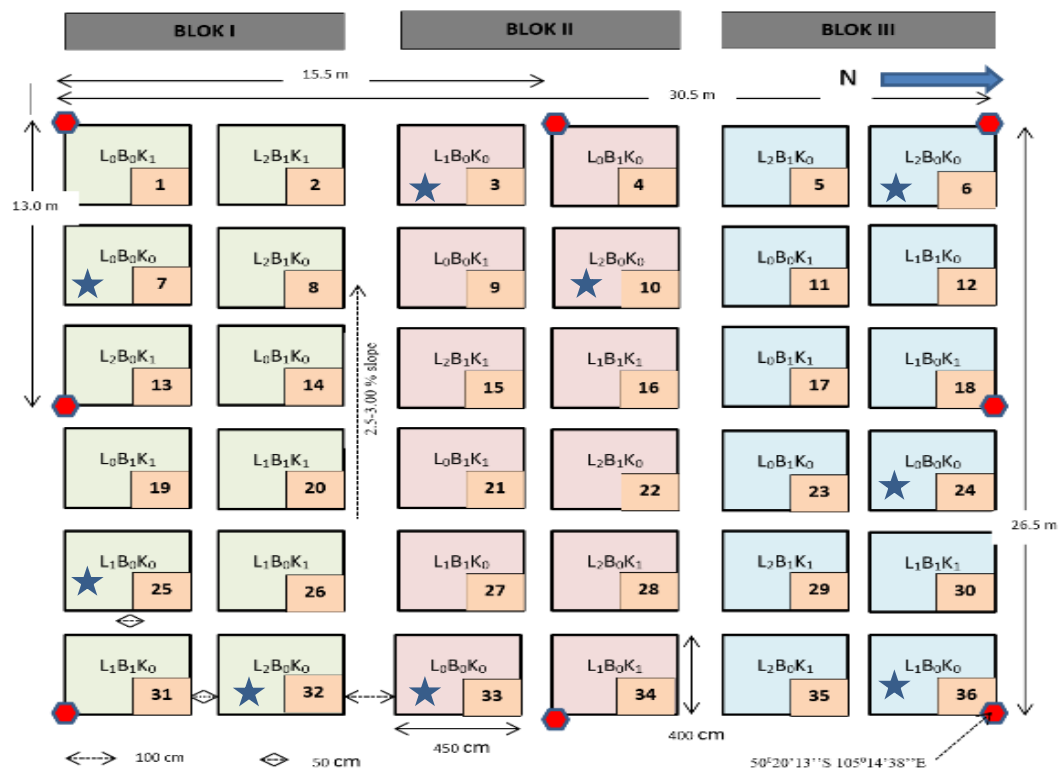 BLOK I
BLOK II
BLOK III
15.5 m
N
30.5 m
L₀B₀K₁
1
L₂B₁K₁
2
L₁B₀K₀
3
L₀B₁K₀
4
L₂B₁K₀
5
L₂B₀K₀
6
13.0 m
L₀B₀K₀
7
L₂B₁K₀
8
L₀B₀K₁
9
L₂B₀K₀
10
L₀B₀K₁
11
L₁B₁K₀
12
L₂B₀K₁
13
L₀B₁K₀
14
L₂B₁K₁
15
L₁B₁K₁
16
L₀B₁K₁
17
L₁B₀K₁
18
2.5-3.00 % slope
L₀B₁K₁
19
L₁B₁K₁
20
L₀B₁K₁
21
L₂B₁K₀
22
L₀B₁K₀
23
L₀B₀K₀
24
26.5 m
L₁B₀K₀
25
L₁B₀K₁
26
L₁B₁K₀
27
L₂B₀K₁
28
L₂B₁K₁
29
L₁B₁K₁
30
L₁B₁K₀
31
L₂B₀K₀
32
L₀B₀K₀
33
L₁B₀K₁
34
L₂B₀K₁
35
L₁B₀K₀
36
450 cm
400 cm
100 cm
50 cm
50⁰20'13''S 105⁰14'38''E